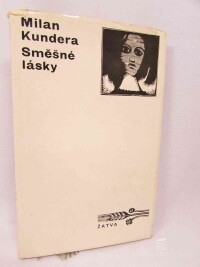 Milan
Kundera
Směšné
lásky
ŽATVA